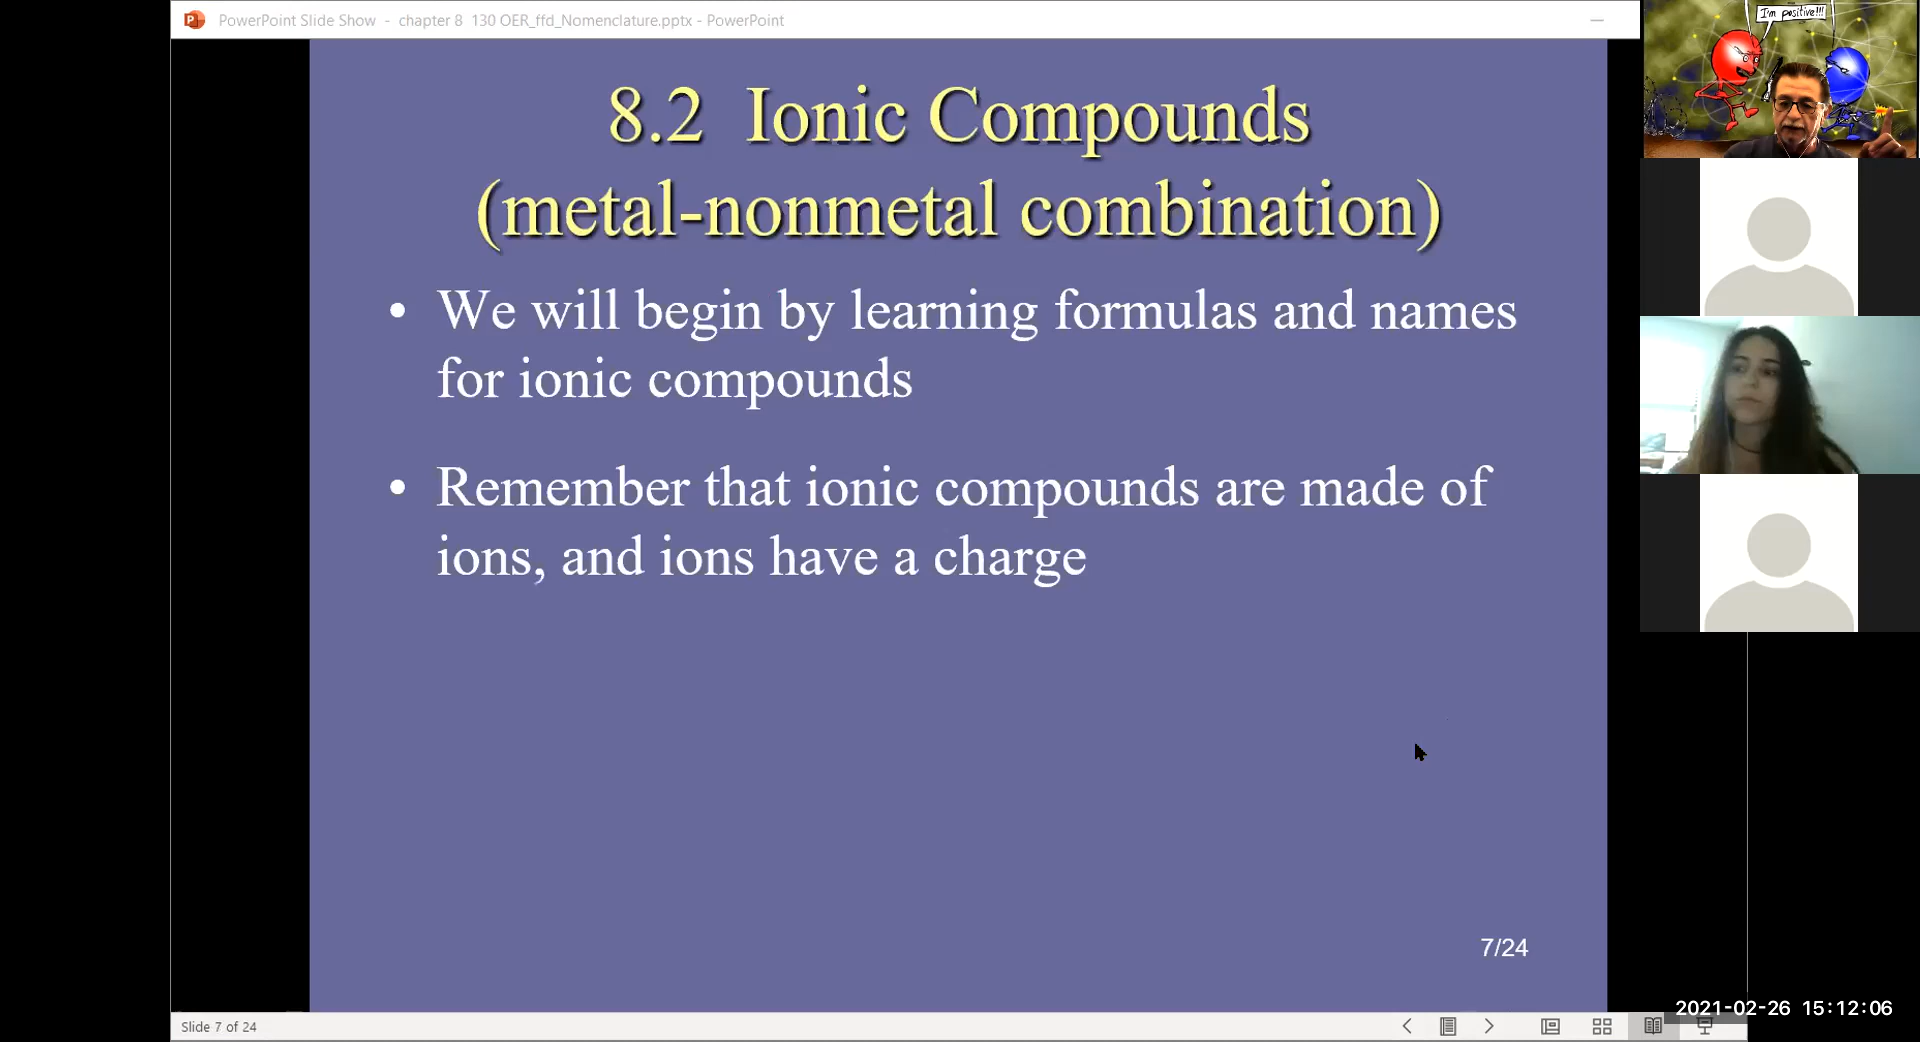 PowerPoint Slide Show - chapter 8 130 OER_ffd_Nomenclature.pptx - PowerPoint
I'm positive!!!
8.2 Ionic Compounds
(metal-nonmetal combination)
• We will begin by learning formulas and names
for ionic compounds
• Remember that ionic compounds are made of
ions, and ions have a charge
7/24
2021-02-26 15:12:06
Slide 7 of 24